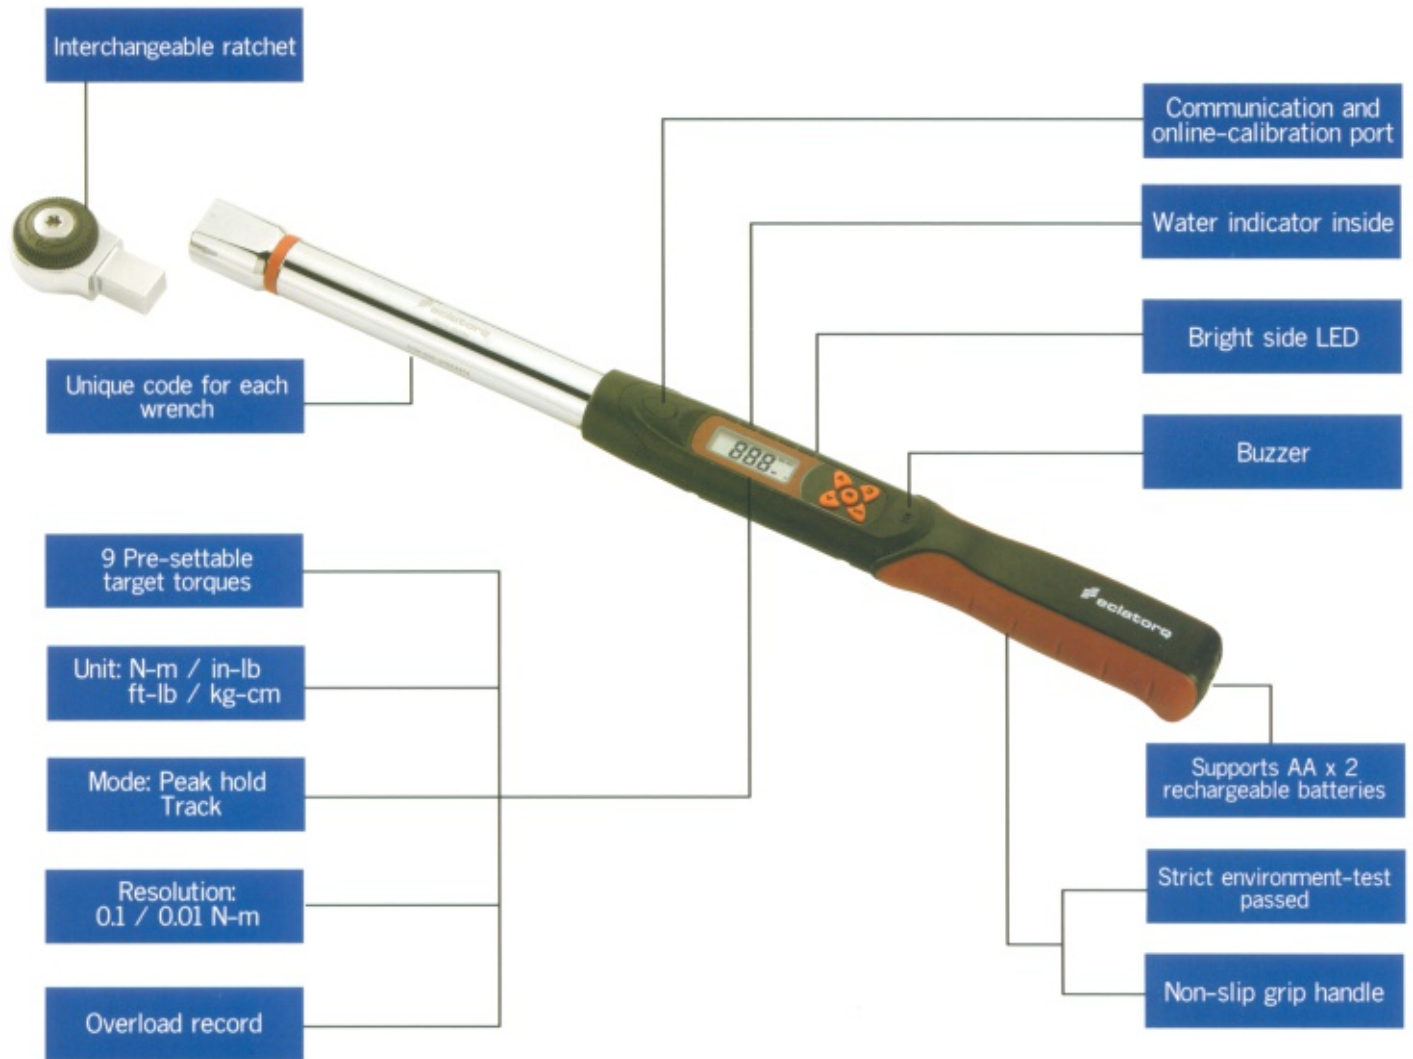 Interchangeable ratchet
Communication and
online-calibration port
Water indicator inside
Bright side LED
Unique code for each
wrench
Buzzer
eclatorq
888
eclatorq
9 Pre-settable
target torques
Unit: N-m / in-lb
ft-lb / kg-cm
Mode: Peak hold
Track
Resolution:
0.1 / 0.01 N-m
Overload record
Supports AA x 2
rechargeable batteries
Strict environment-test
passed
Non-slip grip handle